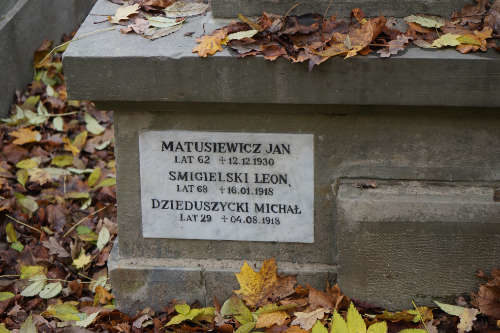 MATUSIEWICZ JAN
LAT 62 +12.12.1930
SMIGIELSKI LEON,
LAT 68 +16.01.1918
DZIEDUSZYCKI MICHAŁ
LAT 29 +04.08.1918